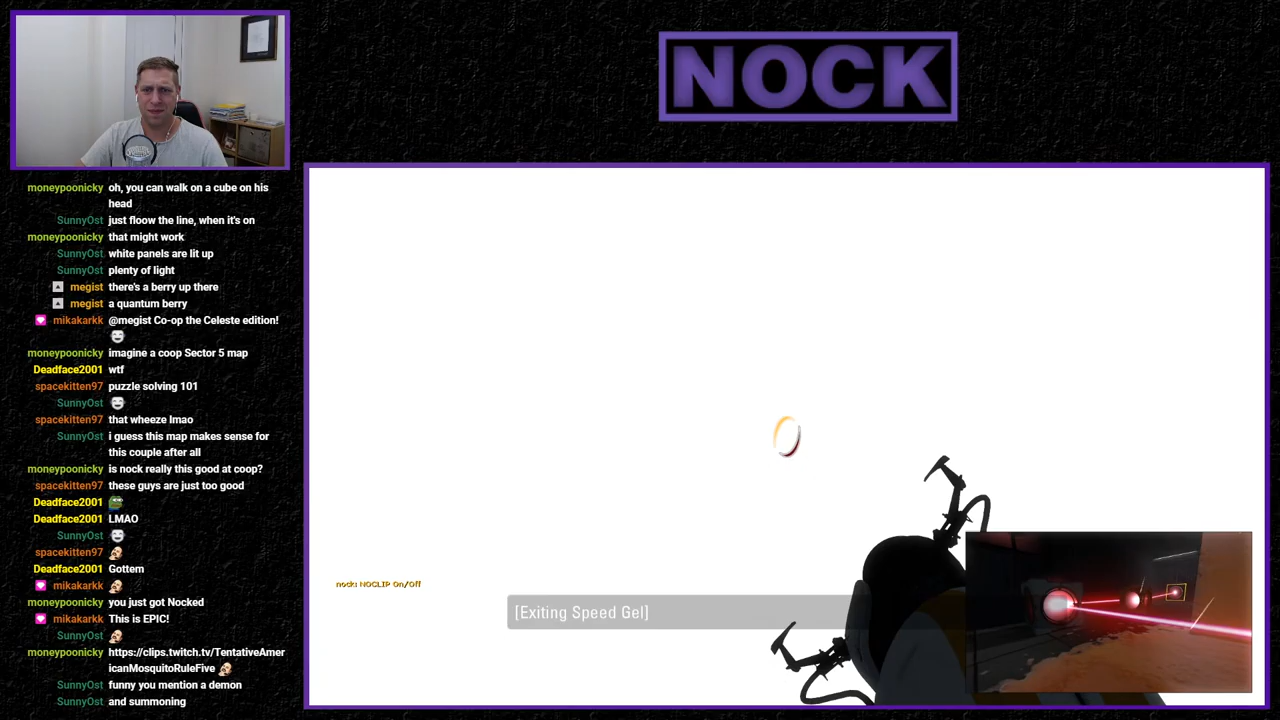 NOCK
moneypoonicky oh, you can walk on a cube on his
head
SunnyOst just floow the line, when it's on
moneypoonicky that might work
SunnyOst white panels are lit up
SunnyOst plenty of light
megist there's a berry up there
megist a quantum berry
mikakarkk @megist Co-op the Celeste edition!
moneypoonicky imagine a coop Sector 5 map
Deadface2001 wtf
spacekitten97 puzzle solving 101
SunnyOst
spacekitten97 that wheeze lmao
SunnyOst i guess this map makes sense for
this couple after all
moneypoonicky is nock really this good at coop?
spacekitten97 these guys are just too good
Deadface2001
Deadface2001 LMAO
SunnyOst
spacekitten97
Deadface2001 Gottem
mikakarkk
moneypoonicky you just got Nocked
mikakarkk This is EPIC!
SunnyOst
moneypoonicky https://clips.twitch.tv/TentativeAmer
icanMosquitoRuleFive
SunnyOst funny you mention a demon
SunnyOst and summoning
nock: NOCLIP On/Off
[Exiting Speed Gel]